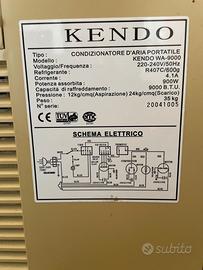 KENDO
Tipo : CONDIZIONATORE D'ARIA PORTATILE
Modello : KENDO WA-9000
Voltaggio/Frequenza : 220-240V/50Hz
Refrigerante : R407C/600g
Corrente : 4.1A
Assorbimento : 900W
Capacità di raffreddamento : 9000 B.T.U.
Pressione : 12kg/cmq(Aspirazione) 24kg/cmq(Scarico)
Peso : 35 kg
N° serie: 20041005
SCHEMA ELETTRICO
subito